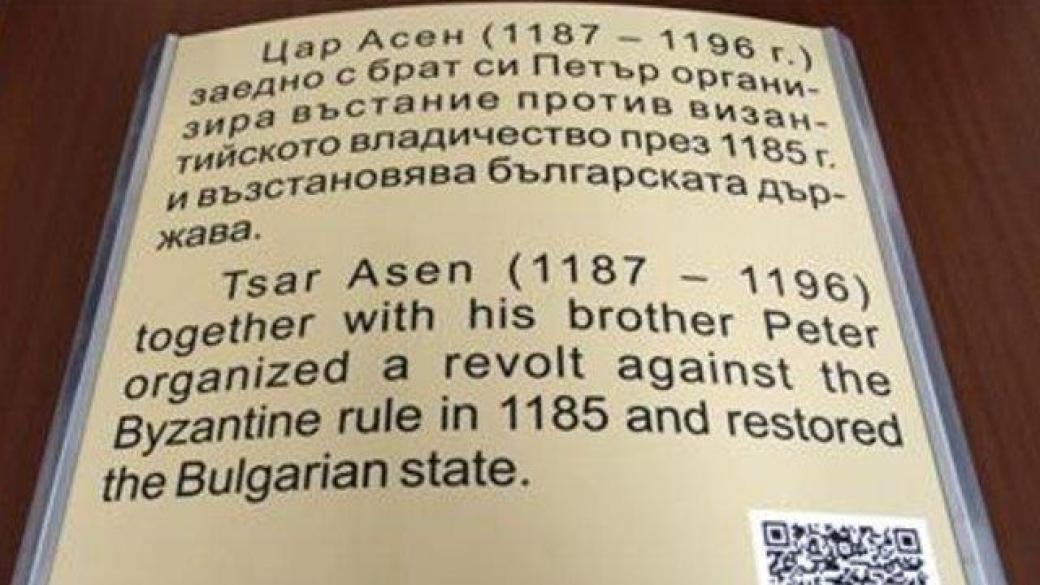 Цар Асен (1187 – 1196 г.)
заедно с брат си Петър органи-
зира въстание против визан-
тийското владичество през 1185 г.
и възстановява българската дър-
жава.
Tsar Asen (1187 – 1196)
together with his brother Peter
organized a revolt against the
Byzantine rule in 1185 and restored
the Bulgarian state.